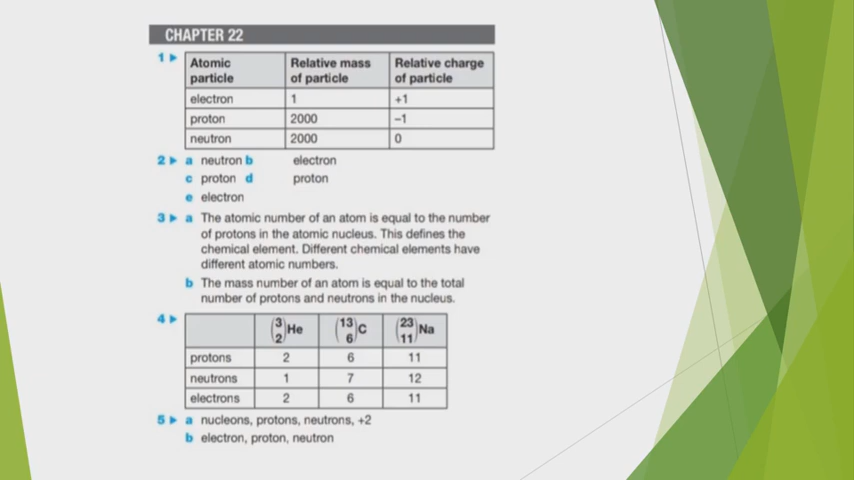 CHAPTER 22
1 Atomic particle Relative mass of particle Relative charge of particle
electron 1 +1
proton 2000 −1
neutron 2000 0
2 a neutron b electron
c proton d proton
e electron
3 a The atomic number of an atom is equal to the number
of protons in the atomic nucleus. This defines the
chemical element. Different chemical elements have
different atomic numbers.
b The mass number of an atom is equal to the total
number of protons and neutrons in the nucleus.
4 (3 2)He (13 6)C (23 11)Na
protons 2 6 11
neutrons 1 7 12
electrons 2 6 11
5 a nucleons, protons, neutrons, +2
b electron, proton, neutron